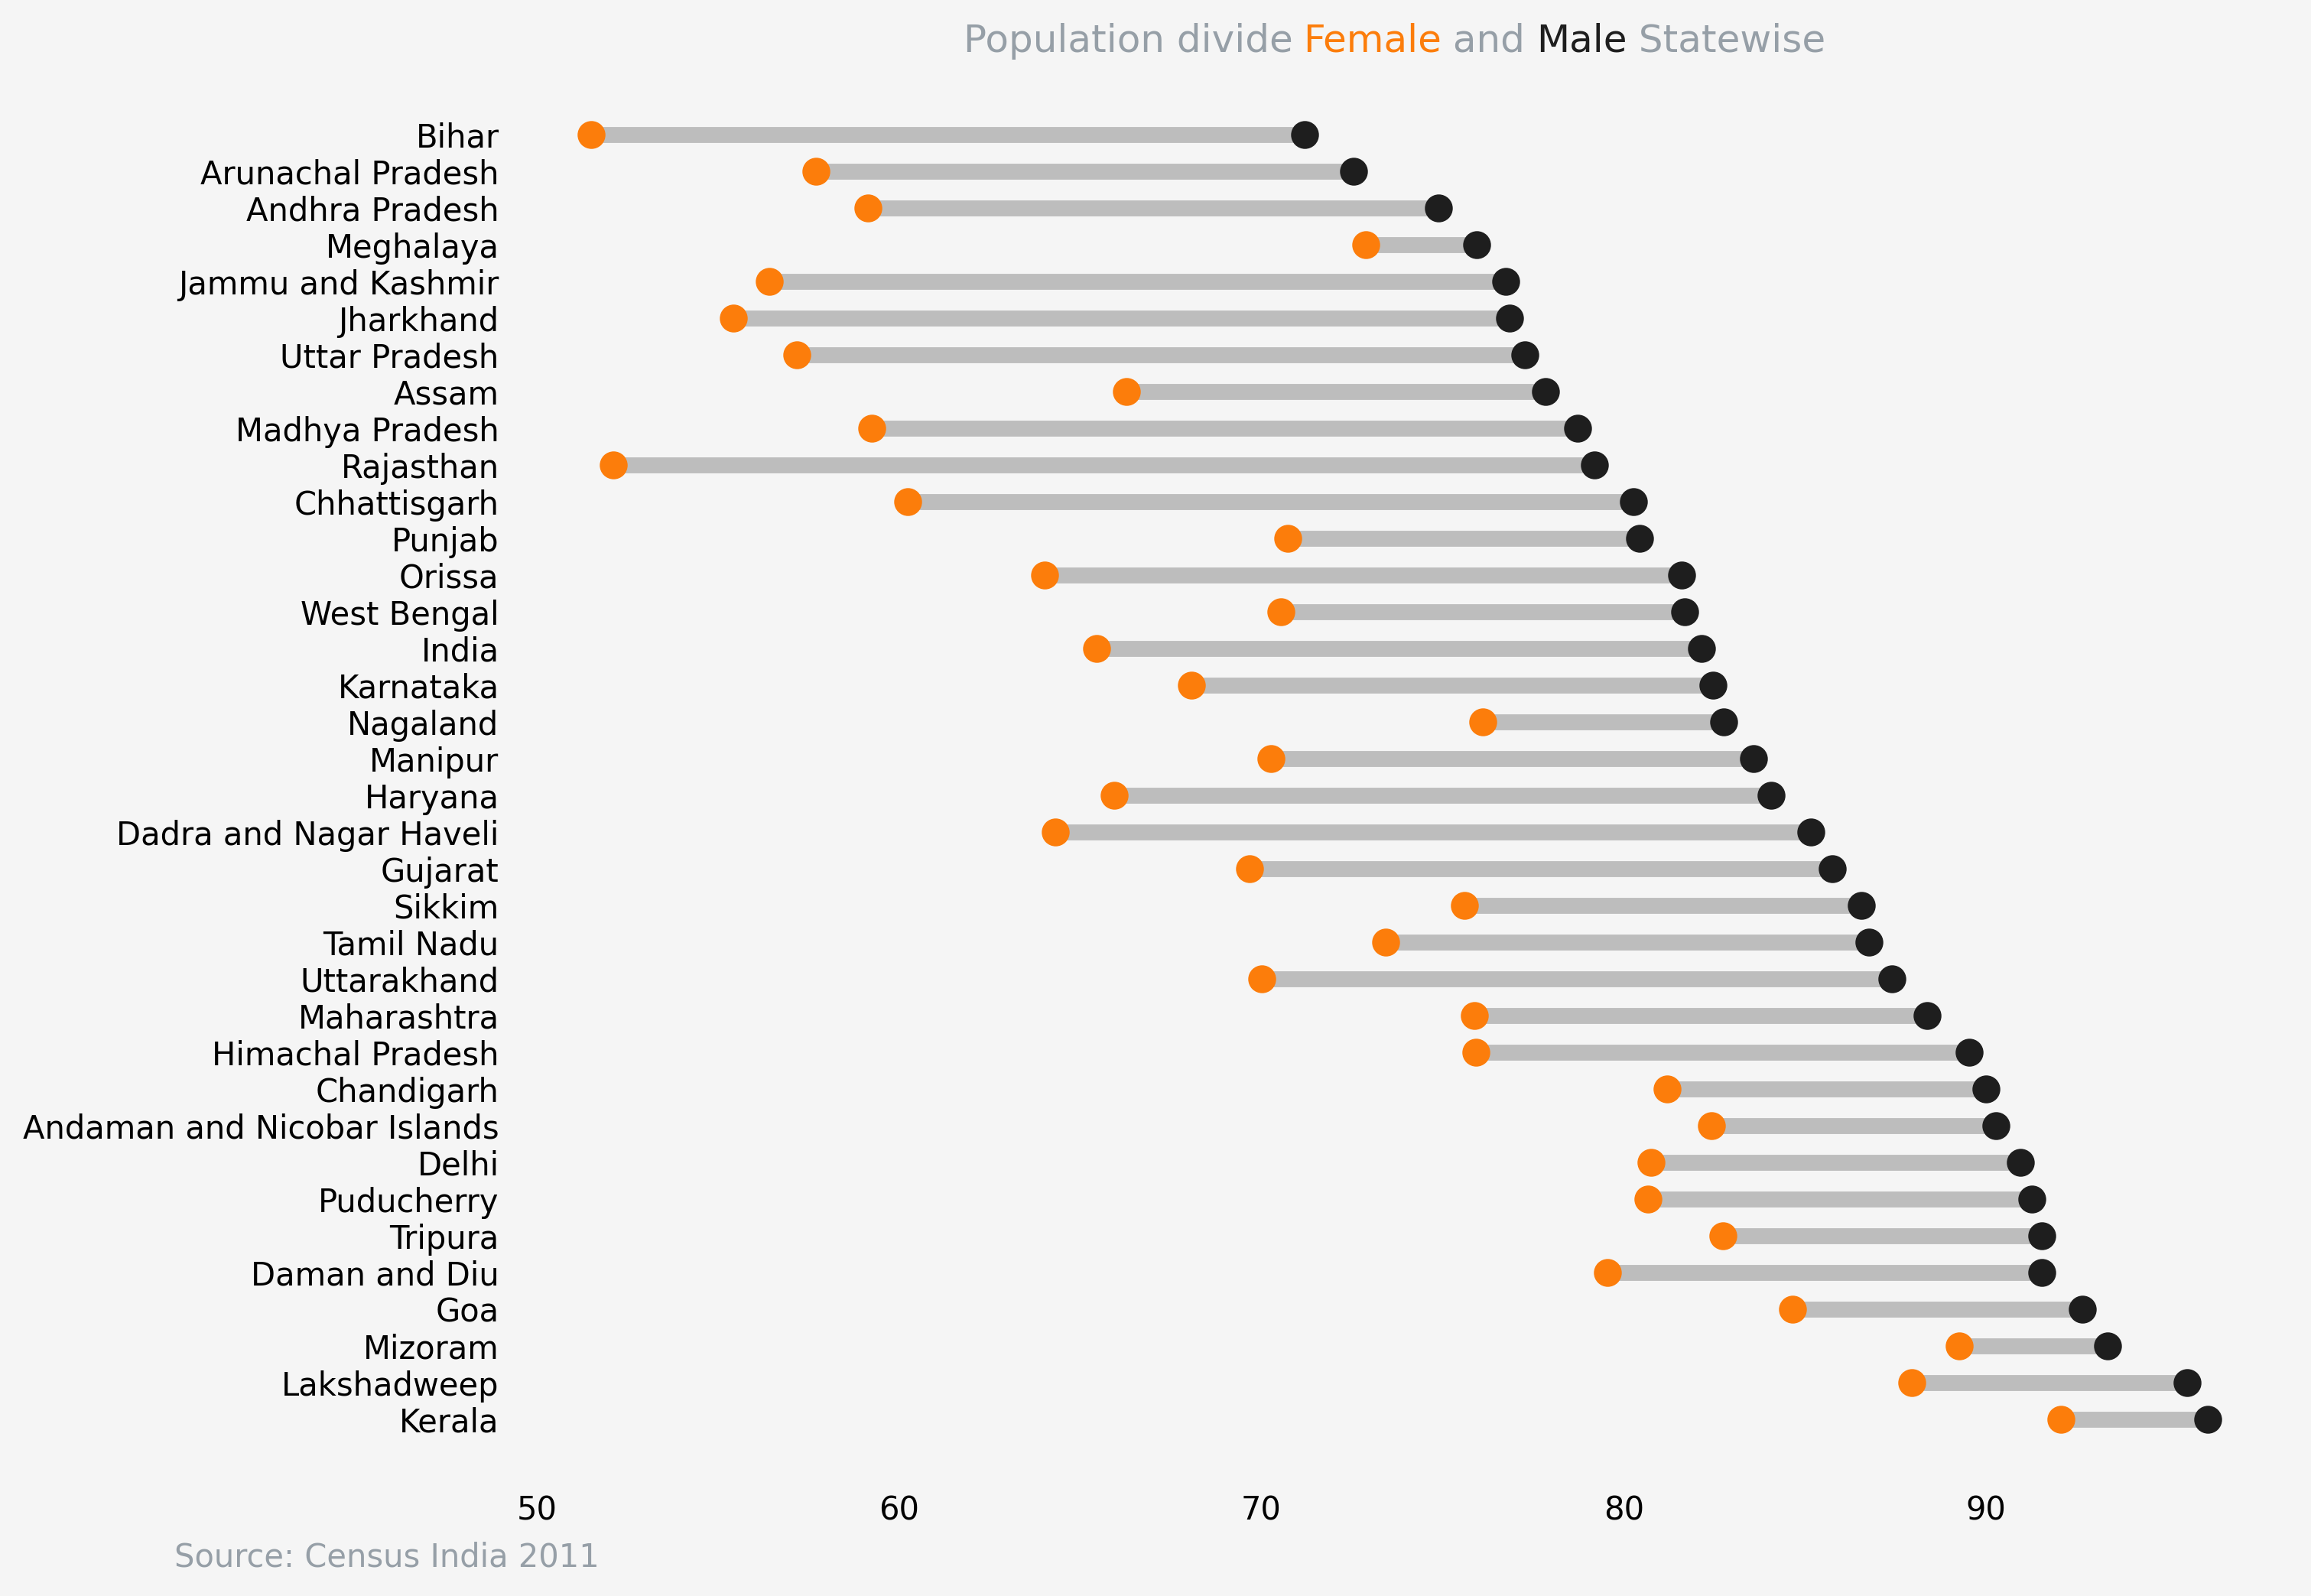 Population divide Female and Male Statewise
Bihar
Arunachal Pradesh
Andhra Pradesh
Meghalaya
Jammu and Kashmir
Jharkhand
Uttar Pradesh
Assam
Madhya Pradesh
Rajasthan
Chhattisgarh
Punjab
Orissa
West Bengal
India
Karnataka
Nagaland
Manipur
Haryana
Dadra and Nagar Haveli
Gujarat
Sikkim
Tamil Nadu
Uttarakhand
Maharashtra
Himachal Pradesh
Chandigarh
Andaman and Nicobar Islands
Delhi
Puducherry
Tripura
Daman and Diu
Goa
Mizoram
Lakshadweep
Kerala
50 60 70 80 90
Source: Census India 2011